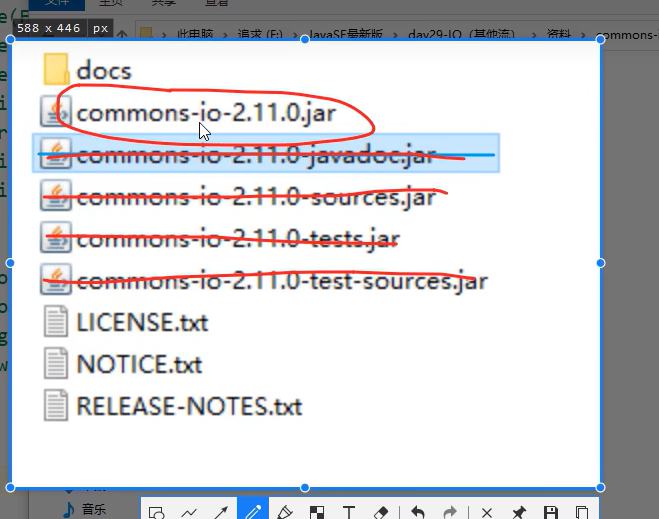 文件 主页 共享 查看
588 x 446 px
此电脑 追求 (F:) JavaSE最新版 day29-IO（其他流） 资料 commons-
docs
commons-io-2.11.0.jar
commons-io-2.11.0-javadoc.jar
commons-io-2.11.0-sources.jar
commons-io-2.11.0-tests.jar
commons-io-2.11.0-test-sources.jar
LICENSE.txt
NOTICE.txt
RELEASE-NOTES.txt
音乐